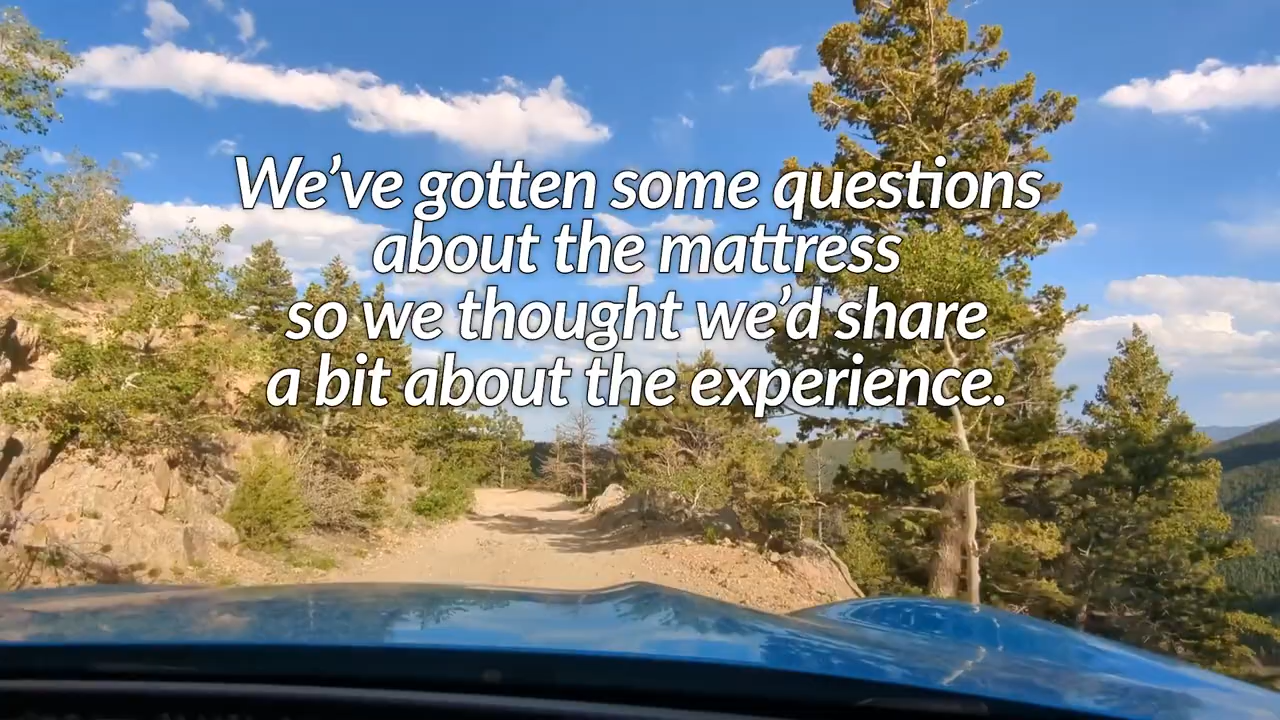 We’ve gotten some questions
about the mattress
so we thought we’d share
a bit about the experience.